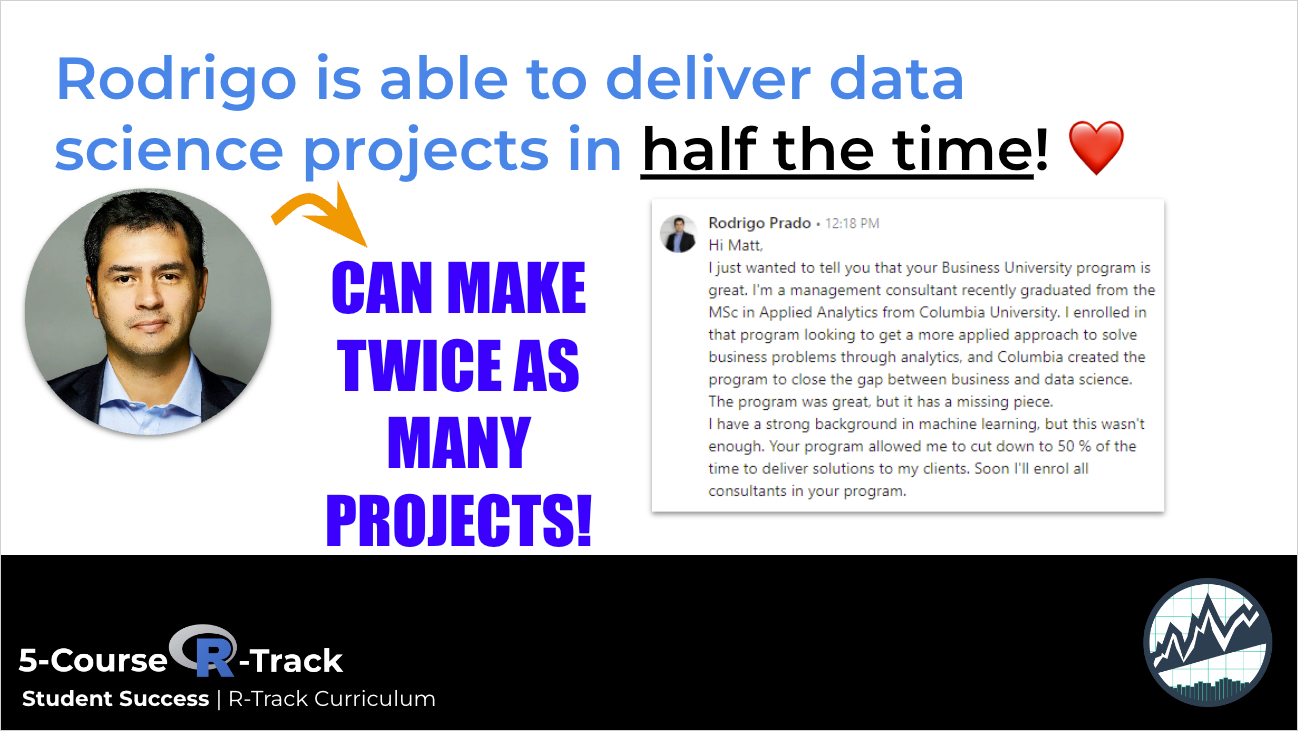 Rodrigo is able to deliver data
science projects in half the time! ❤️
CAN MAKE
TWICE AS
MANY
PROJECTS!
Rodrigo Prado • 12:18 PM
Hi Matt,
I just wanted to tell you that your Business University program is
great. I'm a management consultant recently graduated from the
MSc in Applied Analytics from Columbia University. I enrolled in
that program looking to get a more applied approach to solve
business problems through analytics, and Columbia created the
program to close the gap between business and data science.
The program was great, but it has a missing piece.
I have a strong background in machine learning, but this wasn't
enough. Your program allowed me to cut down to 50 % of the
time to deliver solutions to my clients. Soon I'll enrol all
consultants in your program.
5-Course R-Track
Student Success | R-Track Curriculum